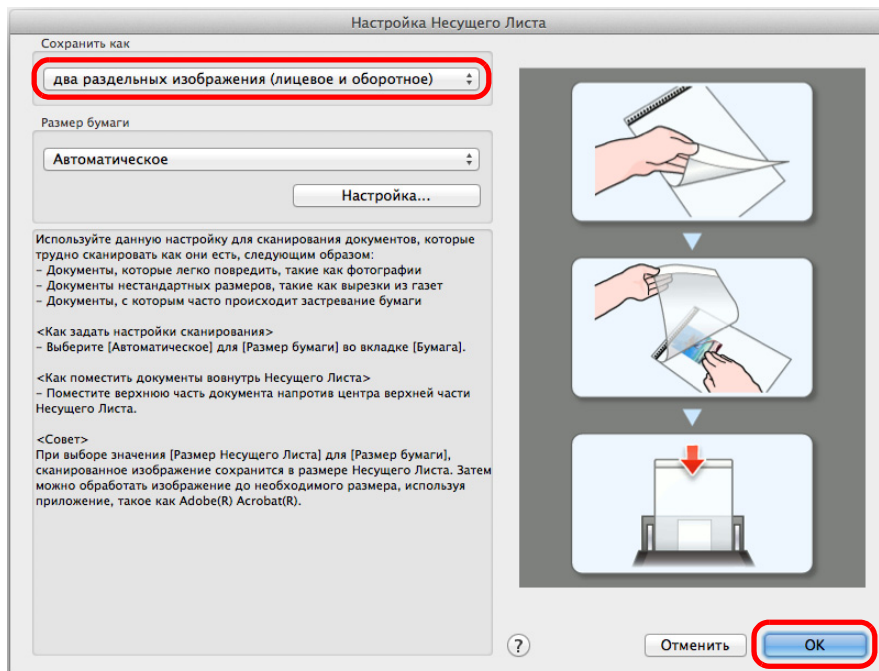 Настройка Несущего Листа
Сохранить как
два раздельных изображения (лицевое и оборотное)
Размер бумаги
Автоматическое
Настройка...
Используйте данную настройку для сканирования документов, которые
трудно сканировать как они есть, следующим образом:
– Документы, которые легко повредить, такие как фотографии
– Документы нестандартных размеров, такие как вырезки из газет
– Документы, с которым часто происходит застревание бумаги
<Как задать настройки сканирования>
– Выберите [Автоматическое] для [Размер бумаги] во вкладке [Бумага].
<Как поместить документы вовнутрь Несущего Листа>
– Поместите верхнюю часть документа напротив центра верхней части
Несущего Листа.
<Совет>
При выборе значения [Размер Несущего Листа] для [Размер бумаги],
сканированное изображение сохранится в размере Несущего Листа. Затем
можно обработать изображение до необходимого размера, используя
приложение, такое как Adobe(R) Acrobat(R).
?
Отменить
OK